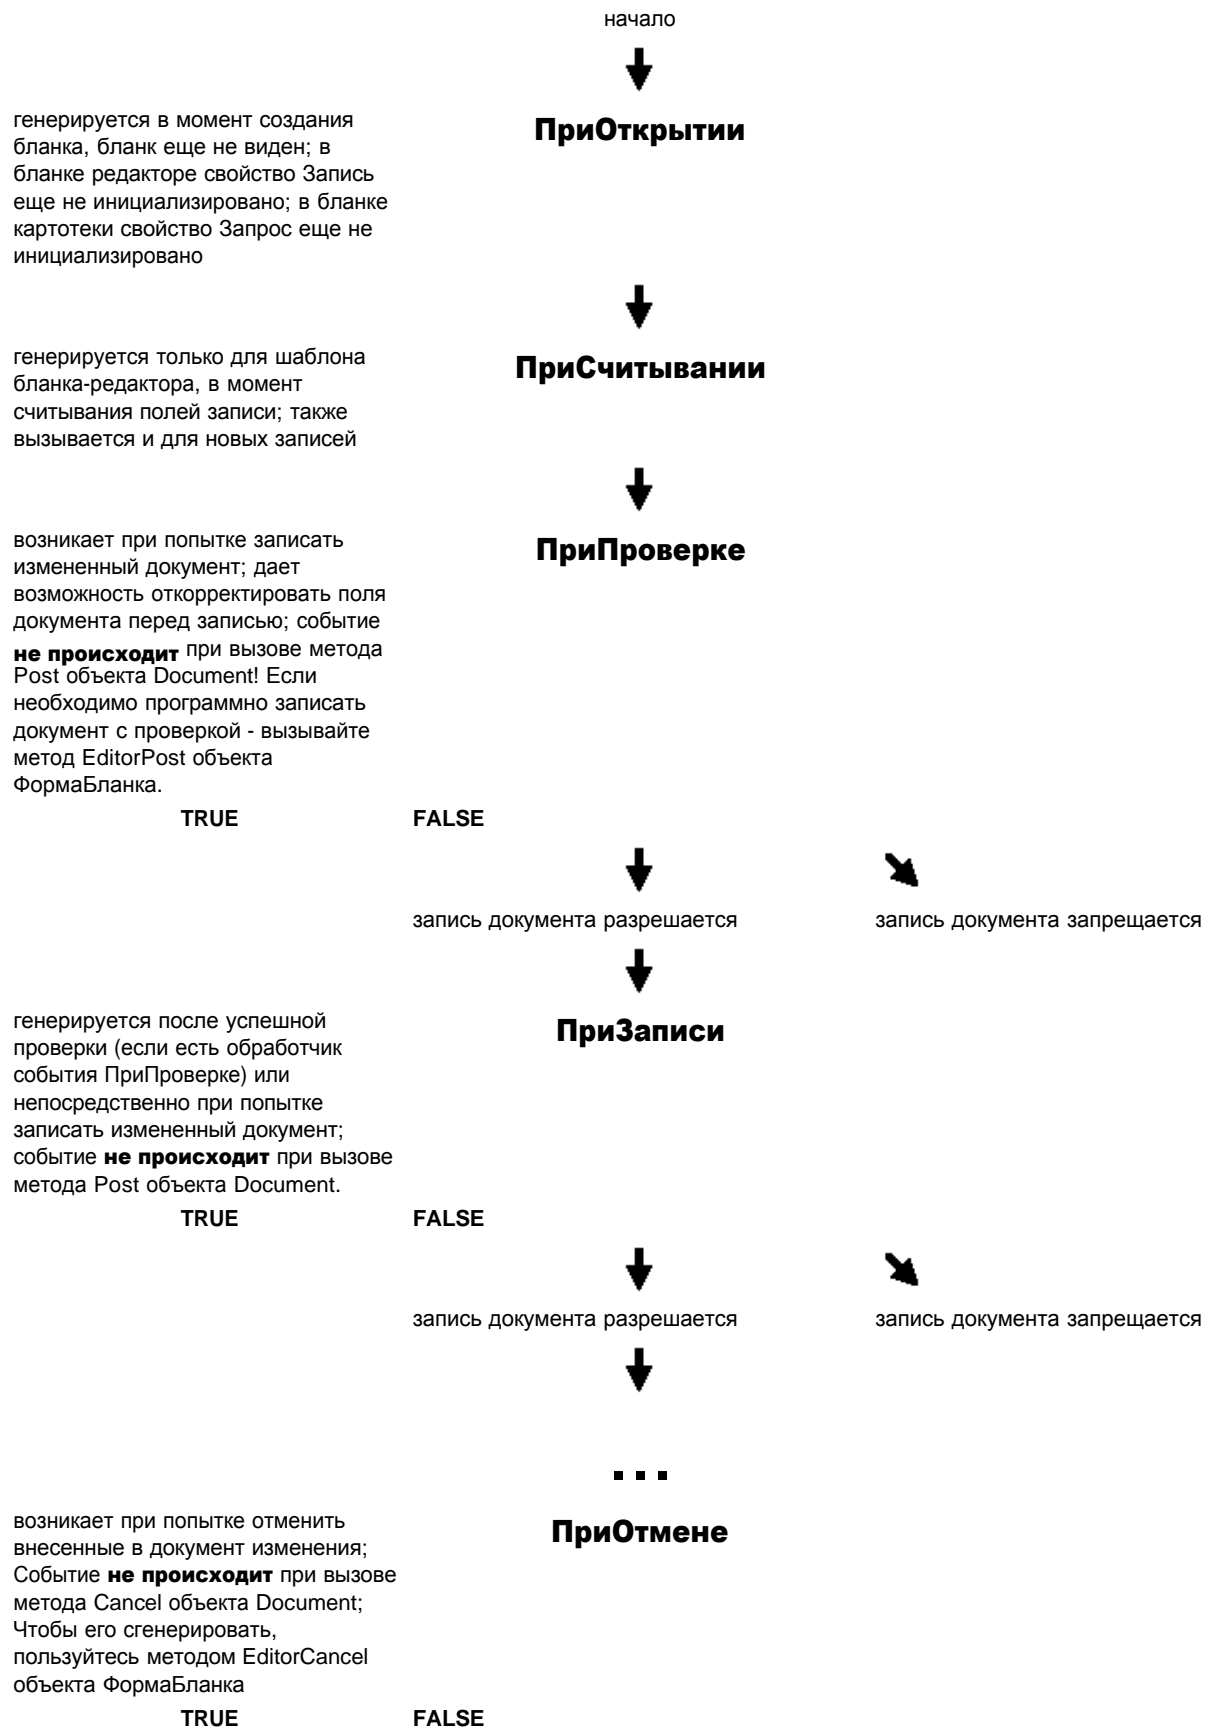 начало
ПриОткрытии
генерируется в момент создания
бланка, бланк еще не виден; в
бланке редакторе свойство Запись
еще не инициализировано; в бланке
картотеки свойство Запрос еще не
инициализировано
ПриСчитывании
генерируется только для шаблона
бланка-редактора, в момент
считывания полей записи; также
вызывается и для новых записей
ПриПроверке
возникает при попытке записать
измененный документ; дает
возможность откорректировать поля
документа перед записью; событие
не происходит при вызове метода
Post объекта Document! Если
необходимо программно записать
документ с проверкой - вызывайте
метод EditorPost объекта
ФормаБланка.
TRUE FALSE
запись документа разрешается запись документа запрещается
ПриЗаписи
генерируется после успешной
проверки (если есть обработчик
события ПриПроверке) или
непосредственно при попытке
записать измененный документ;
событие не происходит при вызове
метода Post объекта Document.
TRUE FALSE
запись документа разрешается запись документа запрещается
...
ПриОтмене
возникает при попытке отменить
внесенные в документ изменения;
Событие не происходит при вызове
метода Cancel объекта Document;
Чтобы его сгенерировать,
пользуйтесь методом EditorCancel
объекта ФормаБланка
TRUE FALSE